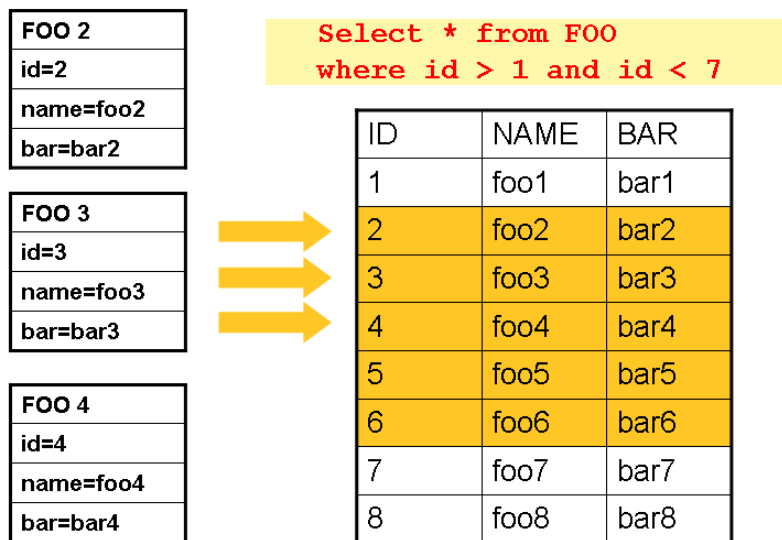 FOO 2
id=2
name=foo2
bar=bar2
FOO 3
id=3
name=foo3
bar=bar3
FOO 4
id=4
name=foo4
bar=bar4
Select * from FOO
where id > 1 and id < 7
ID NAME BAR
1 foo1 bar1
2 foo2 bar2
3 foo3 bar3
4 foo4 bar4
5 foo5 bar5
6 foo6 bar6
7 foo7 bar7
8 foo8 bar8